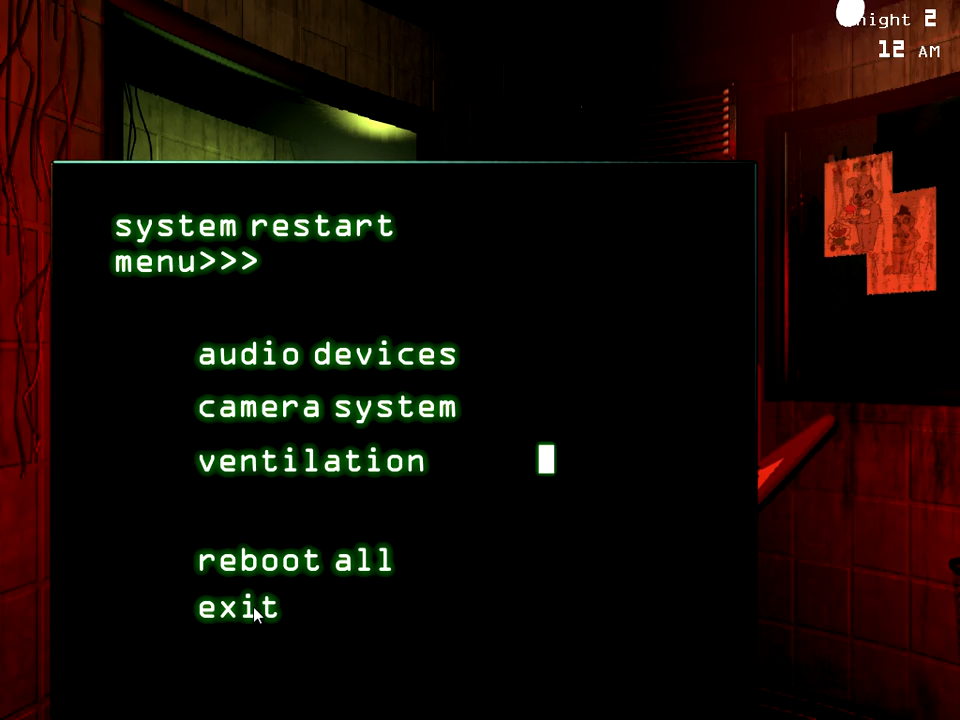 night 2
12 AM
system restart
menu>>>
audio devices
camera system
ventilation
reboot all
exit